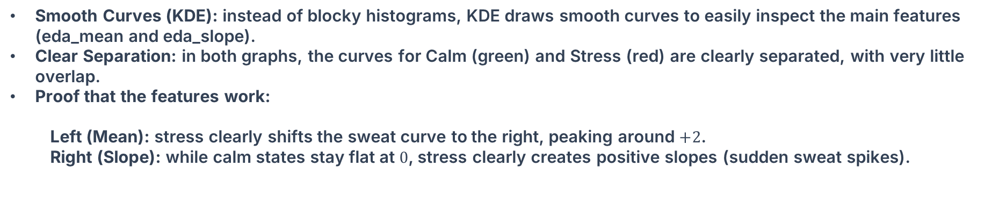 • Smooth Curves (KDE): instead of blocky histograms, KDE draws smooth curves to easily inspect the main features
(eda_mean and eda_slope).
• Clear Separation: in both graphs, the curves for Calm (green) and Stress (red) are clearly separated, with very little
overlap.
• Proof that the features work:
Left (Mean): stress clearly shifts the sweat curve to the right, peaking around +2.
Right (Slope): while calm states stay flat at 0, stress clearly creates positive slopes (sudden sweat spikes).